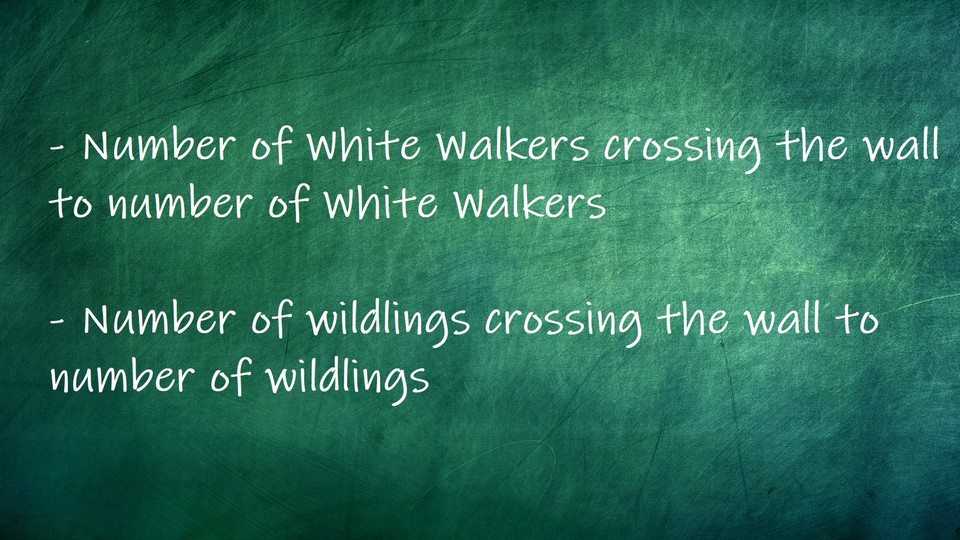 - Number of White Walkers crossing the wall
to number of White Walkers
- Number of wildlings crossing the wall to
number of wildlings